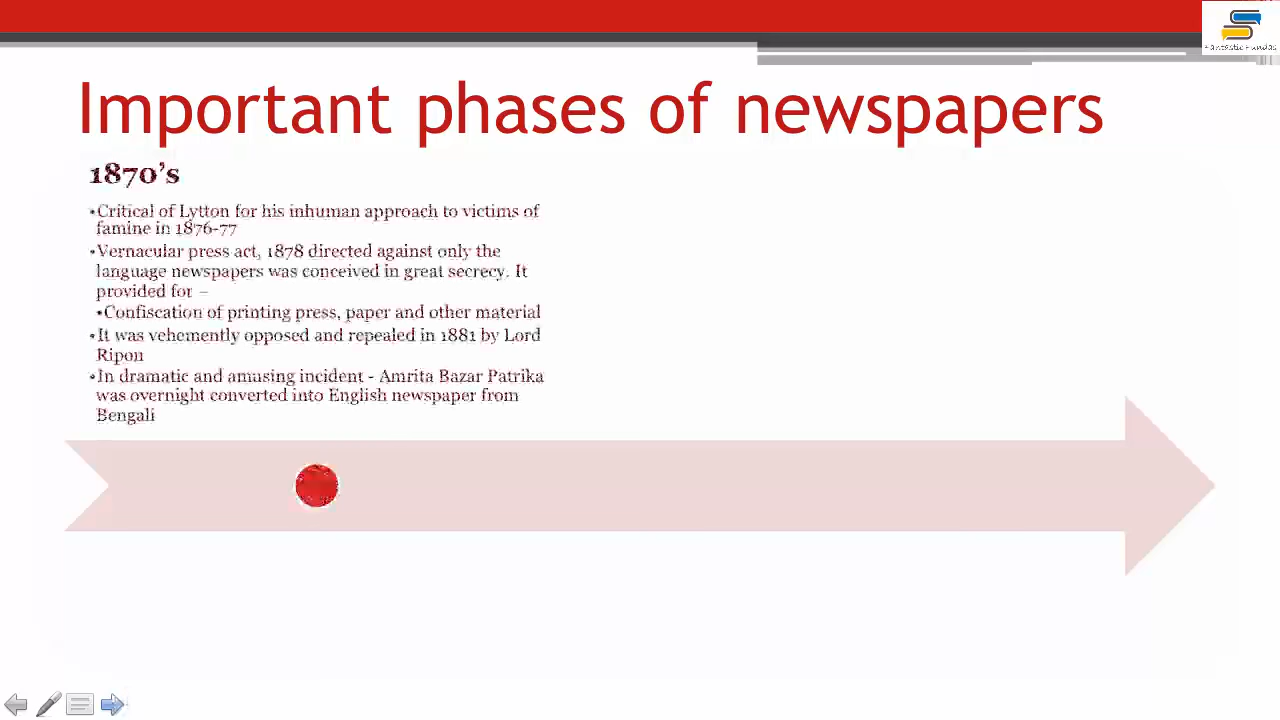 Fantastic Fundas
Important phases of newspapers
1870's
•Critical of Lytton for his inhuman approach to victims of
famine in 1876-77
•Vernacular press act, 1878 directed against only the
language newspapers was conceived in great secrecy. It
provided for –
•Confiscation of printing press, paper and other material
•It was vehemently opposed and repealed in 1881 by Lord
Ripon
•In dramatic and amusing incident - Amrita Bazar Patrika
was overnight converted into English newspaper from
Bengali